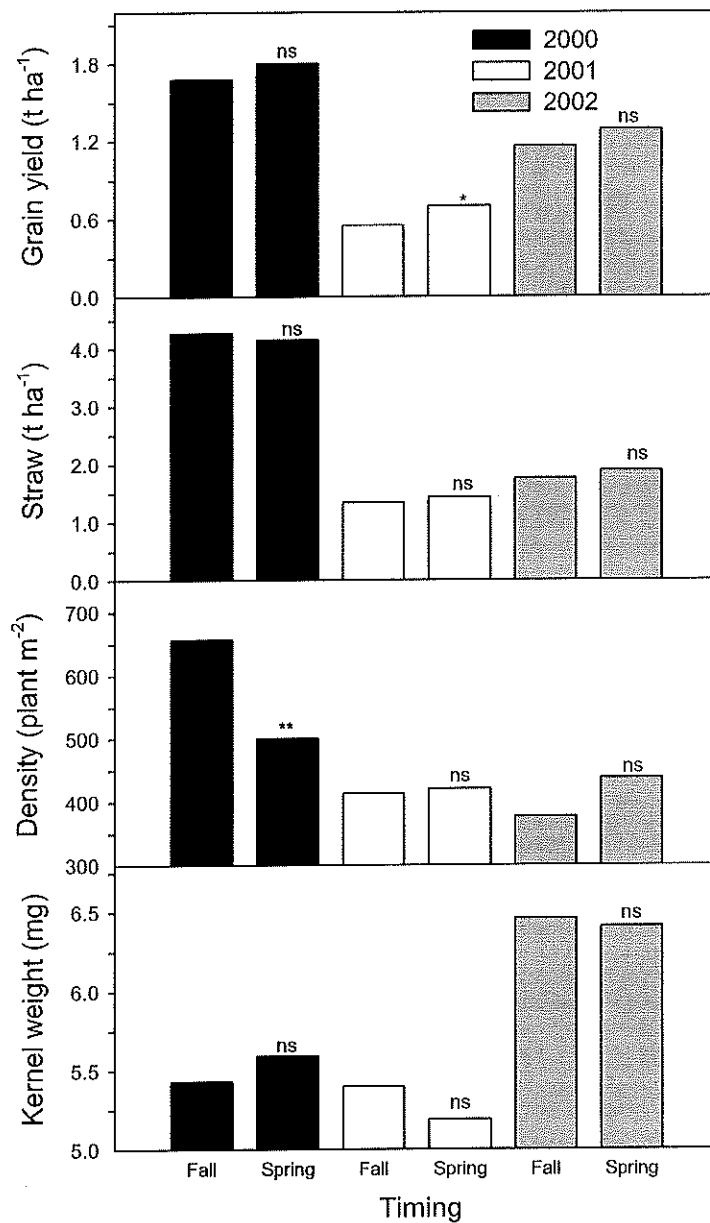 Grain yield (t ha⁻¹)
1.8
1.2
0.6
0.0
ns
*
ns
2000
2001
2002
Straw (t ha⁻¹)
4.0
3.0
2.0
1.0
0.0
ns
ns
ns
Density (plant m⁻²)
700
600
500
400
300
**
ns
ns
Kernel weight (mg)
6.5
6.0
5.5
5.0
ns
ns
ns
Fall Spring Fall Spring Fall Spring
Timing